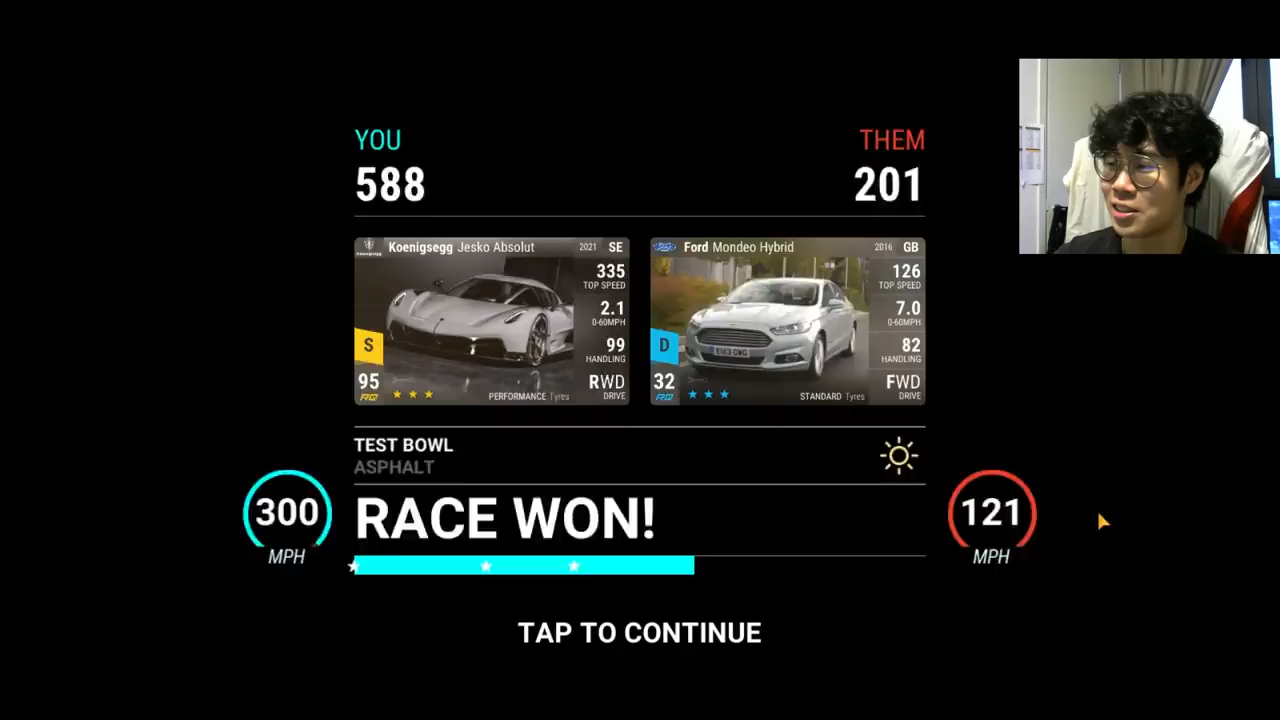 YOU
THEM
588
201
Koenigsegg Jesko Absolut 2021 SE
335
TOP SPEED
2.1
0-60MPH
99
HANDLING
RWD
DRIVE
S
95
RQ
PERFORMANCE Tyres
Ford Mondeo Hybrid 2016 GB
126
TOP SPEED
7.0
0-60MPH
82
HANDLING
FWD
DRIVE
D
32
RQ
STANDARD Tyres
TEST BOWL
ASPHALT
300
MPH
RACE WON!
121
MPH
TAP TO CONTINUE